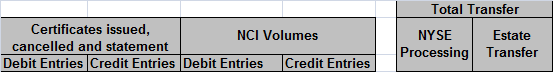 Total Transfer
Certificates issued,
cancelled and statement
NCI Volumes
NYSE
Processing
Estate
Transfer
Debit Entries
Credit Entries
Debit Entries
Credit Entries